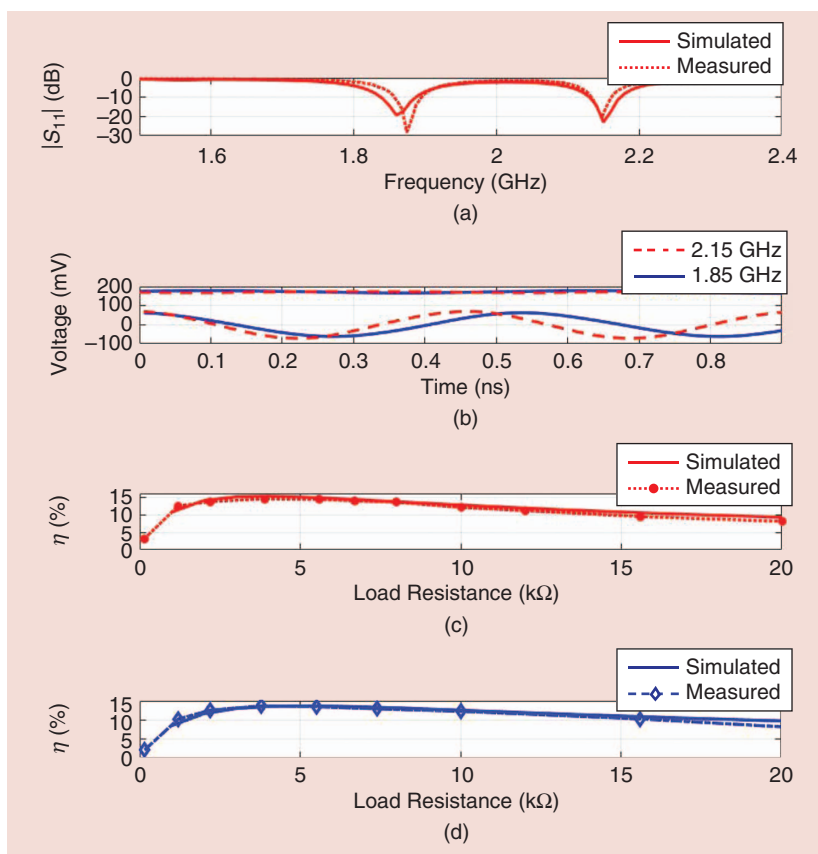 Simulated
Measured
|S11| (dB)
0
−10
−20
−30
1.6
1.8
2
2.2
2.4
Frequency (GHz)
(a)
2.15 GHz
1.85 GHz
Voltage (mV)
200
100
0
−100
0
0.1
0.2
0.3
0.4
0.5
0.6
0.7
0.8
Time (ns)
(b)
Simulated
Measured
η (%)
15
10
5
0
0
5
10
15
20
Load Resistance (kΩ)
(c)
Simulated
Measured
η (%)
15
10
5
0
0
5
10
15
20
Load Resistance (kΩ)
(d)